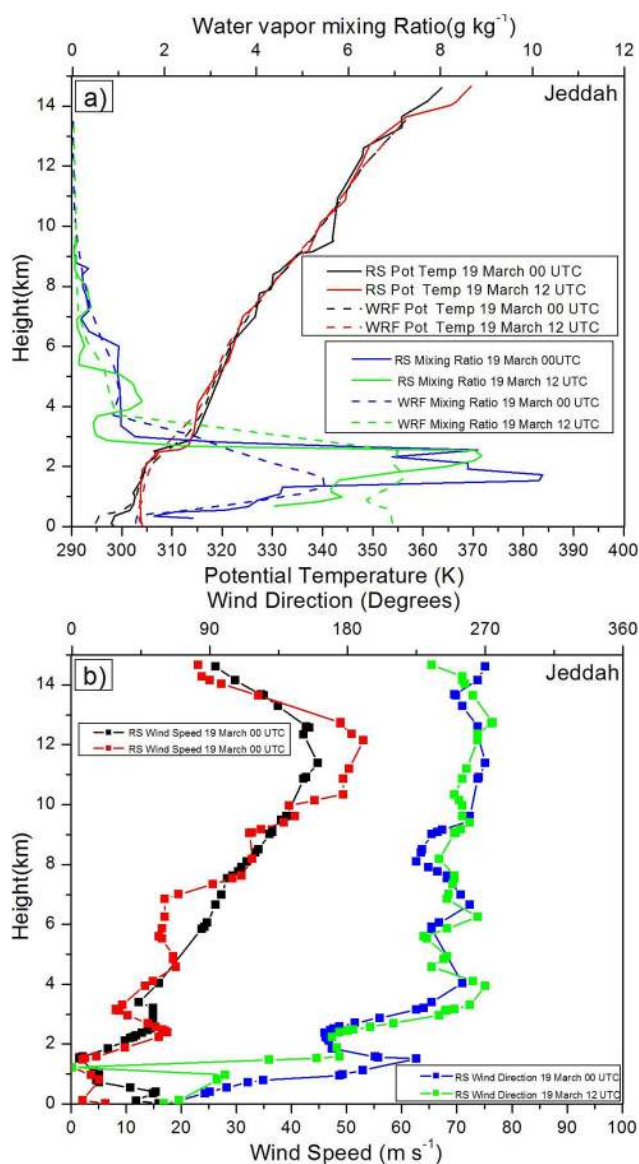 Water vapor mixing Ratio(g kg⁻¹)
0 2 4 6 8 10 12
a)
Jeddah
14
12
10
8
6
4
2
0
Height(km)
RS Pot Temp 19 March 00 UTC
RS Pot Temp 19 March 12 UTC
WRF Pot Temp 19 March 00 UTC
WRF Pot Temp 19 March 12 UTC
RS Mixing Ratio 19 March 00UTC
RS Mixing Ratio 19 March 12 UTC
WRF Mixing Ratio 19 March 00 UTC
WRF Mixing Ratio 19 March 12 UTC
290 300 310 320 330 340 350 360 370 380 390 400
Potential Temperature (K)
Wind Direction (Degrees)
0 90 180 270 360
b)
Jeddah
14
12
10
8
6
4
2
0
Height(km)
RS Wind Speed 19 March 00 UTC
RS Wind Speed 19 March 00 UTC
RS Wind Direction 19 March 00 UTC
RS Wind Direction 19 March 12 UTC
0 10 20 30 40 50 60 70 80 90 100
Wind Speed (m s⁻¹)